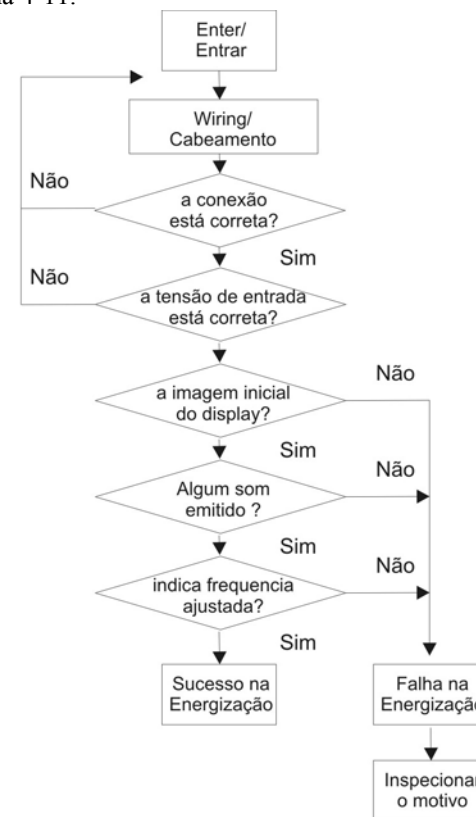 Enter/
Entrar
Wiring/
Cabeamento
Não
a conexão
está correta?
Sim
Não
a tensão de entrada
está correta?
Não
a imagem inicial
do display?
Sim
Não
Algum som
emitido ?
Sim
Não
indica frequencia
ajustada?
Sim
Sucesso na
Energização
Falha na
Energização
Inspecionar
o motivo